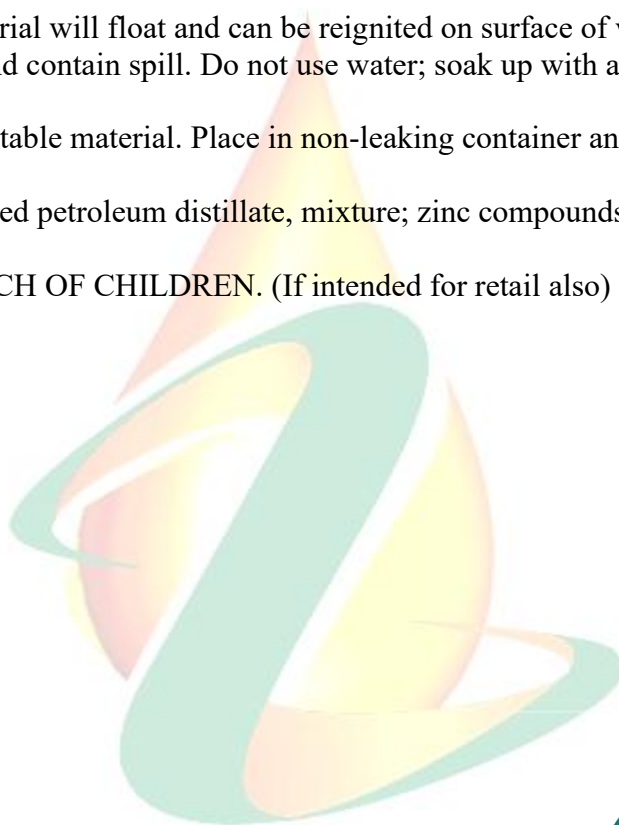 rial will float and can be reignited on surface of
d contain spill. Do not use water; soak up with a
table material. Place in non-leaking container an
ed petroleum distillate, mixture; zinc compounds
CH OF CHILDREN. (If intended for retail also)